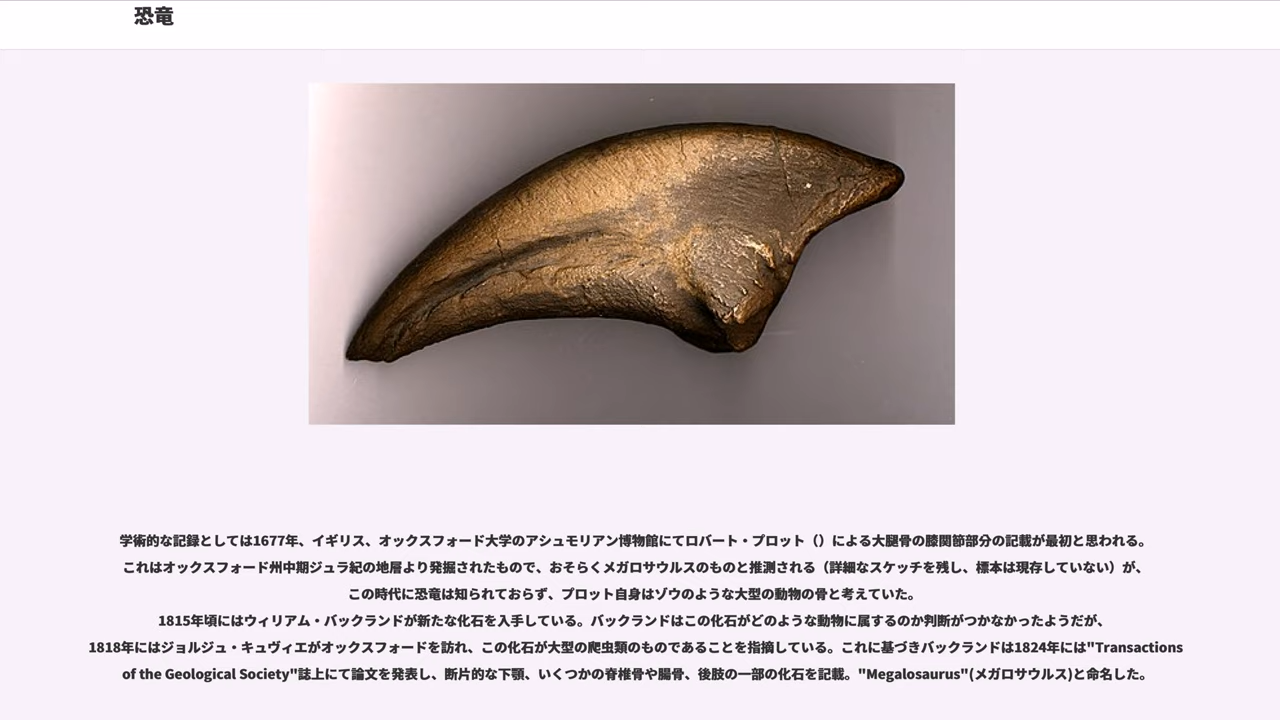 恐竜
学術的な記録としては1677年、イギリス、オックスフォード大学のアシュモリアン博物館にてロバート・プロット（）による大腿骨の膝関節部分の記載が最初と思われる。
これはオックスフォード州中期ジュラ紀の地層より発掘されたもので、おそらくメガロサウルスのものと推測される（詳細なスケッチを残し、標本は現存していない）が、
この時代に恐竜は知られておらず、プロット自身はゾウのような大型の動物の骨と考えていた。
1815年頃にはウィリアム・バックランドが新たな化石を入手している。バックランドはこの化石がどのような動物に属するのか判断がつかなかったようだが、
1818年にはジョルジュ・キュヴィエがオックスフォードを訪れ、この化石が大型の爬虫類のものであることを指摘している。これに基づきバックランドは1824年には"Transactions
of the Geological Society"誌上にて論文を発表し、断片的な下顎、いくつかの脊椎骨や腸骨、後肢の一部の化石を記載。"Megalosaurus"(メガロサウルス)と命名した。